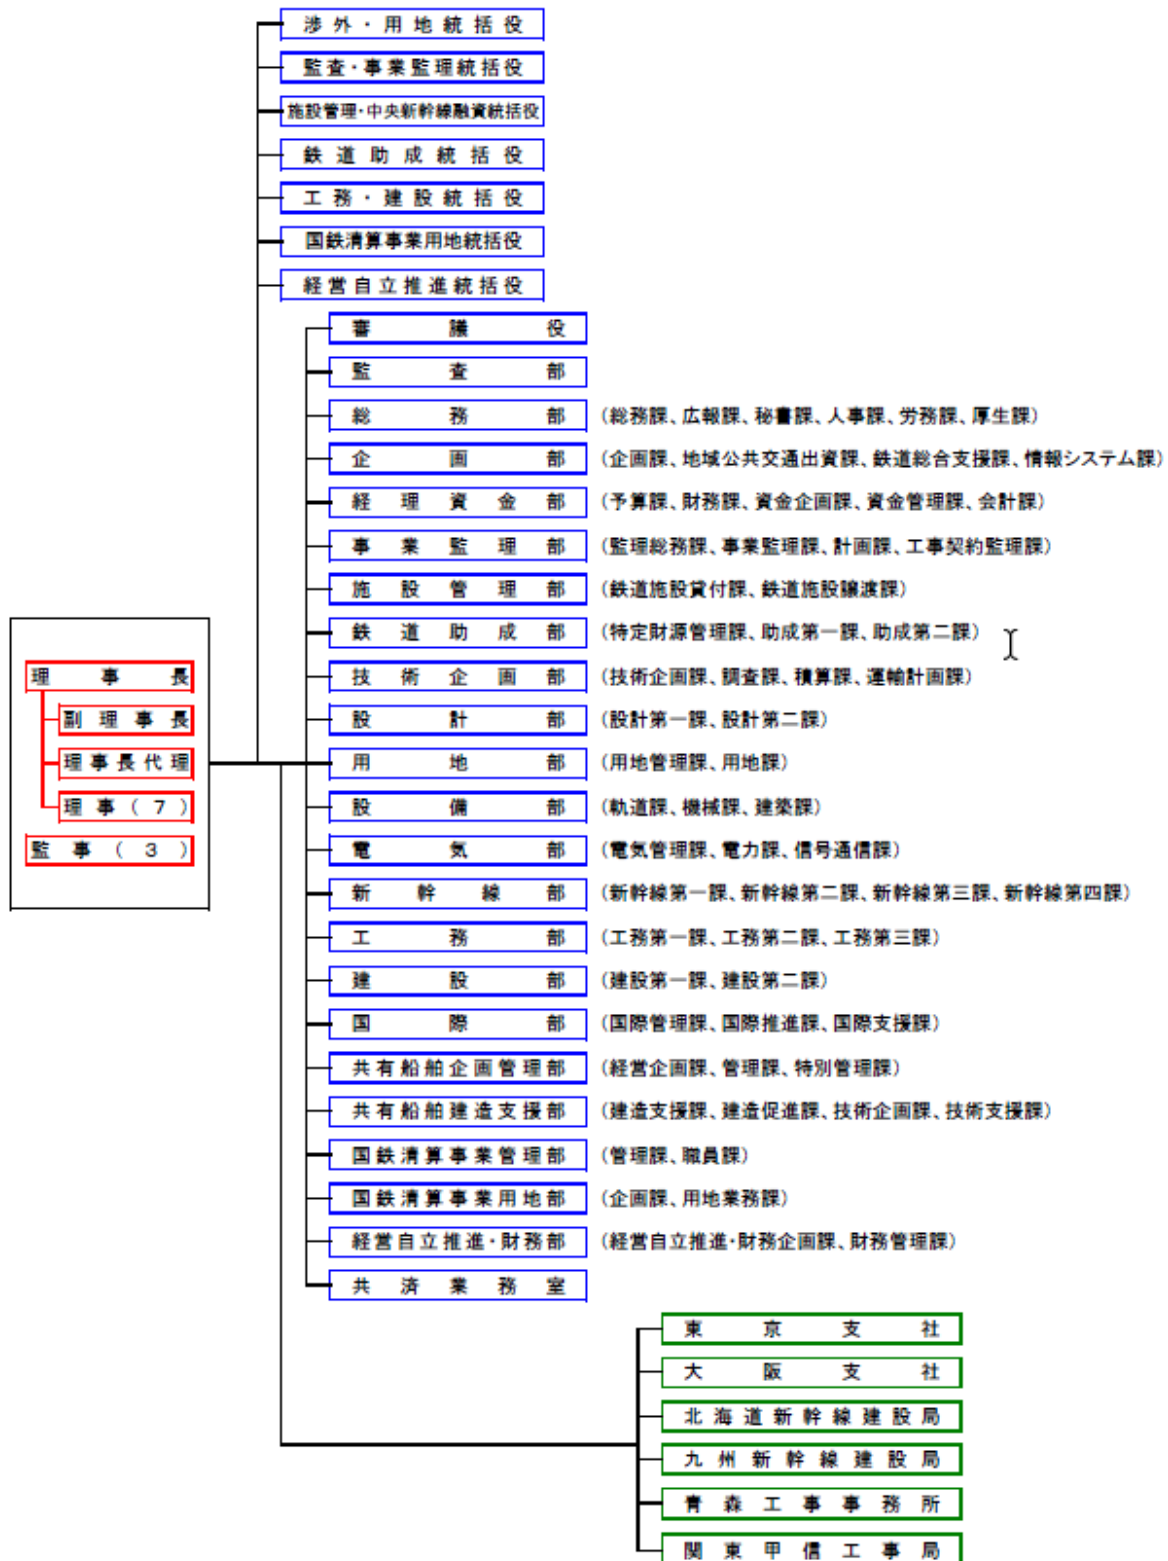 渉外・用地統括役
監査・事業監理統括役
施設管理・中央新幹線融資統括役
鉄道助成統括役
工務・建設統括役
国鉄清算事業用地統括役
経営自立推進統括役
審議役
監査部
総務部 (総務課、広報課、秘書課、人事課、労務課、厚生課)
企画部 (企画課、地域公共交通出資課、鉄道総合支援課、情報システム課)
経理資金部 (予算課、財務課、資金企画課、資金管理課、会計課)
事業監理部 (監理総務課、事業監理課、計画課、工事契約監理課)
施設管理部 (鉄道施設貸付課、鉄道施設譲渡課)
鉄道助成部 (特定財源管理課、助成第一課、助成第二課)
技術企画部 (技術企画課、調査課、積算課、運輸計画課)
設計部 (設計第一課、設計第二課)
用地部 (用地管理課、用地課)
設備部 (軌道課、機械課、建築課)
電気部 (電気管理課、電力課、信号通信課)
新幹線部 (新幹線第一課、新幹線第二課、新幹線第三課、新幹線第四課)
工務部 (工務第一課、工務第二課、工務第三課)
建設部 (建設第一課、建設第二課)
国際部 (国際管理課、国際推進課、国際支援課)
共有船舶企画管理部 (経営企画課、管理課、特別管理課)
共有船舶建造支援部 (建造支援課、建造促進課、技術企画課、技術支援課)
国鉄清算事業管理部 (管理課、職員課)
国鉄清算事業用地部 (企画課、用地業務課)
経営自立推進・財務部 (経営自立推進・財務企画課、財務管理課)
共済業務室
理事長
副理事長
理事長代理
理事(7)
監事(3)
東京支社
大阪支社
北海道新幹線建設局
九州新幹線建設局
青森工事事務所
関東甲信工事局